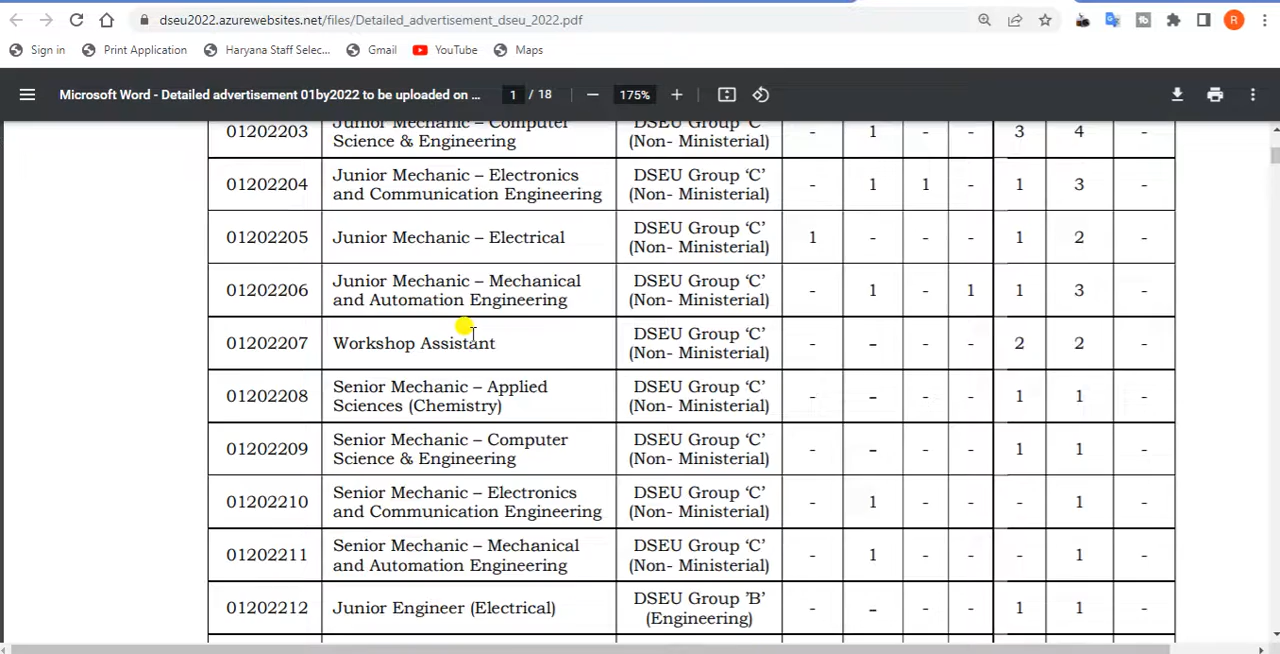 dseu2022.azurewebsites.net/files/Detailed_advertisement_dseu_2022.pdf
R
Sign in Print Application Haryana Staff Selec... Gmail YouTube Maps
Microsoft Word - Detailed advertisement 01by2022 to be uploaded on ... 1 / 18 175%
01202203 Junior Mechanic – Computer Science & Engineering DSEU Group ‘C’ (Non- Ministerial) - 1 - - 3 4 -
01202204 Junior Mechanic – Electronics and Communication Engineering DSEU Group ‘C’ (Non- Ministerial) - 1 1 - 1 3 -
01202205 Junior Mechanic – Electrical DSEU Group ‘C’ (Non- Ministerial) 1 - - - 1 2 -
01202206 Junior Mechanic – Mechanical and Automation Engineering DSEU Group ‘C’ (Non- Ministerial) - 1 - 1 1 3 -
01202207 Workshop Assistant DSEU Group ‘C’ (Non- Ministerial) - - - - 2 2 -
01202208 Senior Mechanic – Applied Sciences (Chemistry) DSEU Group ‘C’ (Non- Ministerial) - - - - 1 1 -
01202209 Senior Mechanic – Computer Science & Engineering DSEU Group ‘C’ (Non- Ministerial) - - - - 1 1 -
01202210 Senior Mechanic – Electronics and Communication Engineering DSEU Group ‘C’ (Non- Ministerial) - 1 - - - 1 -
01202211 Senior Mechanic – Mechanical and Automation Engineering DSEU Group ‘C’ (Non- Ministerial) - 1 - - - 1 -
01202212 Junior Engineer (Electrical) DSEU Group ’B’ (Engineering) - - - - 1 1 -